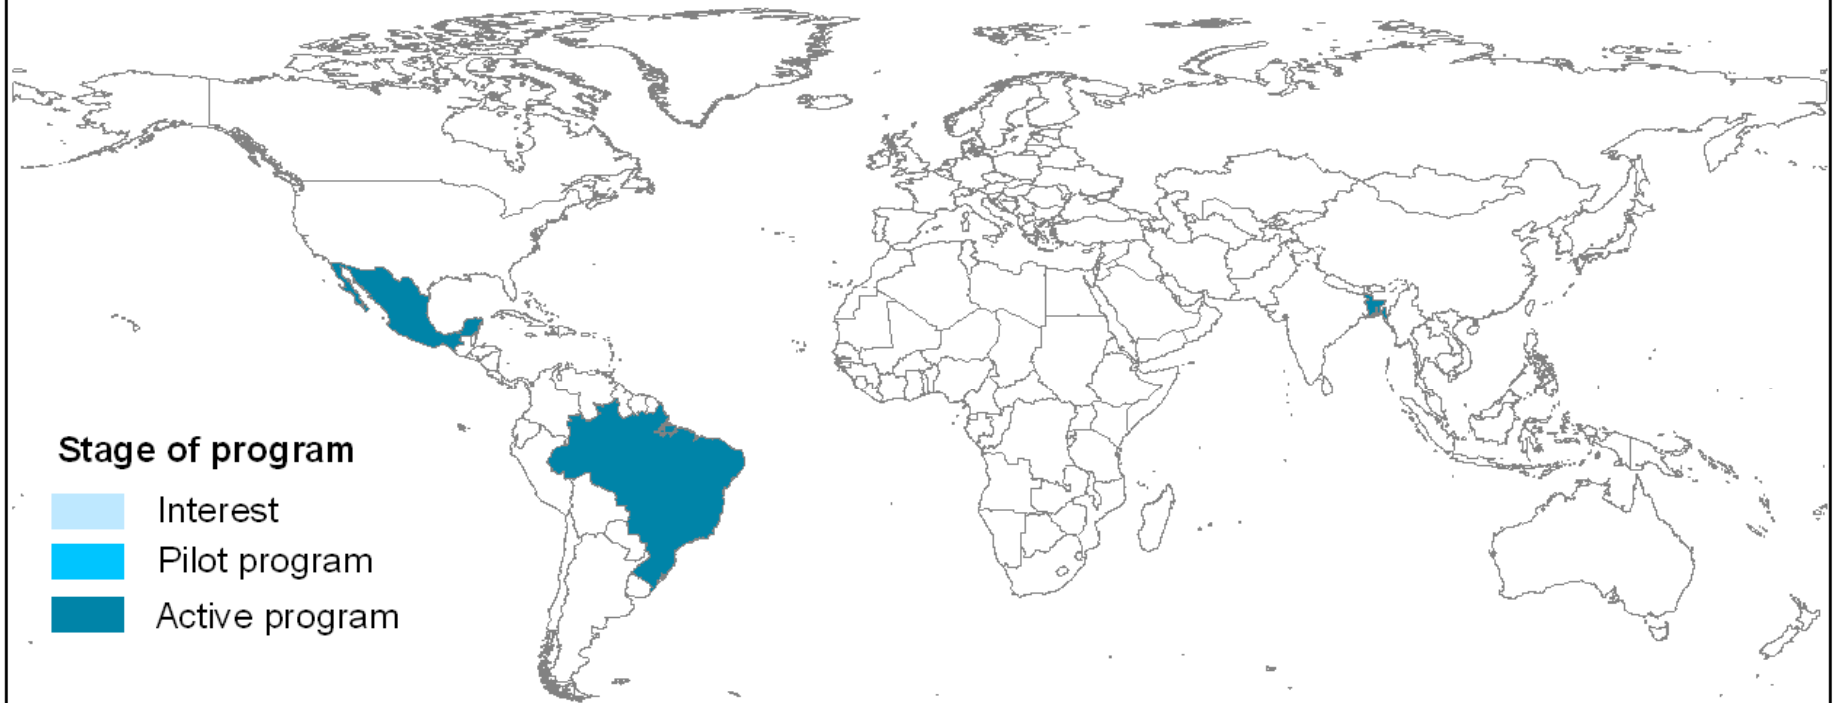 Stage of program
Interest
Pilot program
Active program